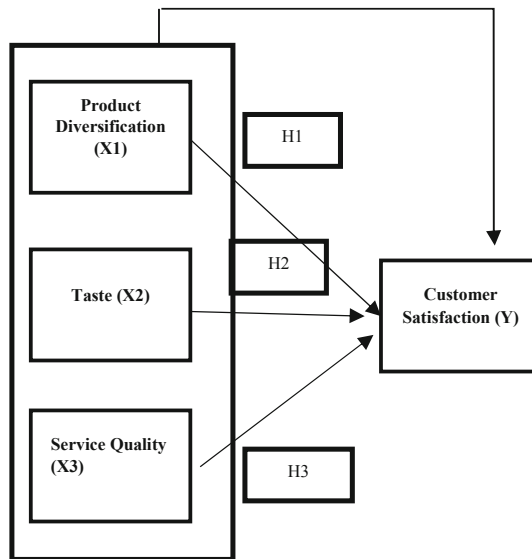 Product
Diversification
(X1)
H1
H2
Taste (X2)
Customer
Satisfaction (Y)
Service Quality
(X3)
H3